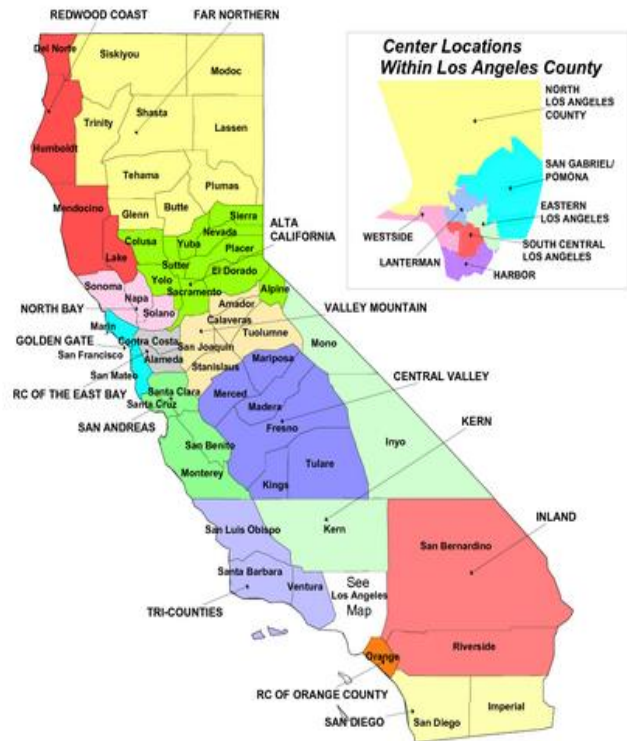 REDWOOD COAST
FAR NORTHERN
Del Norte
Siskiyou
Modoc
Trinity
Shasta
Lassen
Humboldt
Tehama
Plumas
Mendocino
Glenn
Butte
Sierra
Colusa
Yuba
Nevada
ALTA
CALIFORNIA
Placer
Lake
Sutter
Yolo
El Dorado
Sonoma
Sacramento
Alpine
Napa
Amador
NORTH BAY
Solano
Calaveras
VALLEY MOUNTAIN
Marin
Tuolumne
GOLDEN GATE
Contra Costa
San Joaquin
Mono
San Francisco
Alameda
Mariposa
San Mateo
Stanislaus
CENTRAL VALLEY
RC OF THE EAST BAY
Santa Clara
Merced
Santa Cruz
Madera
KERN
SAN ANDREAS
Fresno
San Benito
Inyo
Monterey
Tulare
Kings
INLAND
San Luis Obispo
Kern
San Bernardino
Santa Barbara
Ventura
See
Los Angeles
Map
TRI-COUNTIES
Orange
Riverside
RC OF ORANGE COUNTY
Imperial
SAN DIEGO
San Diego
Center Locations
Within Los Angeles County
NORTH
LOS ANGELES
COUNTY
SAN GABRIEL/
POMONA
EASTERN
LOS ANGELES
WESTSIDE
SOUTH CENTRAL
LOS ANGELES
LANTERMAN
HARBOR